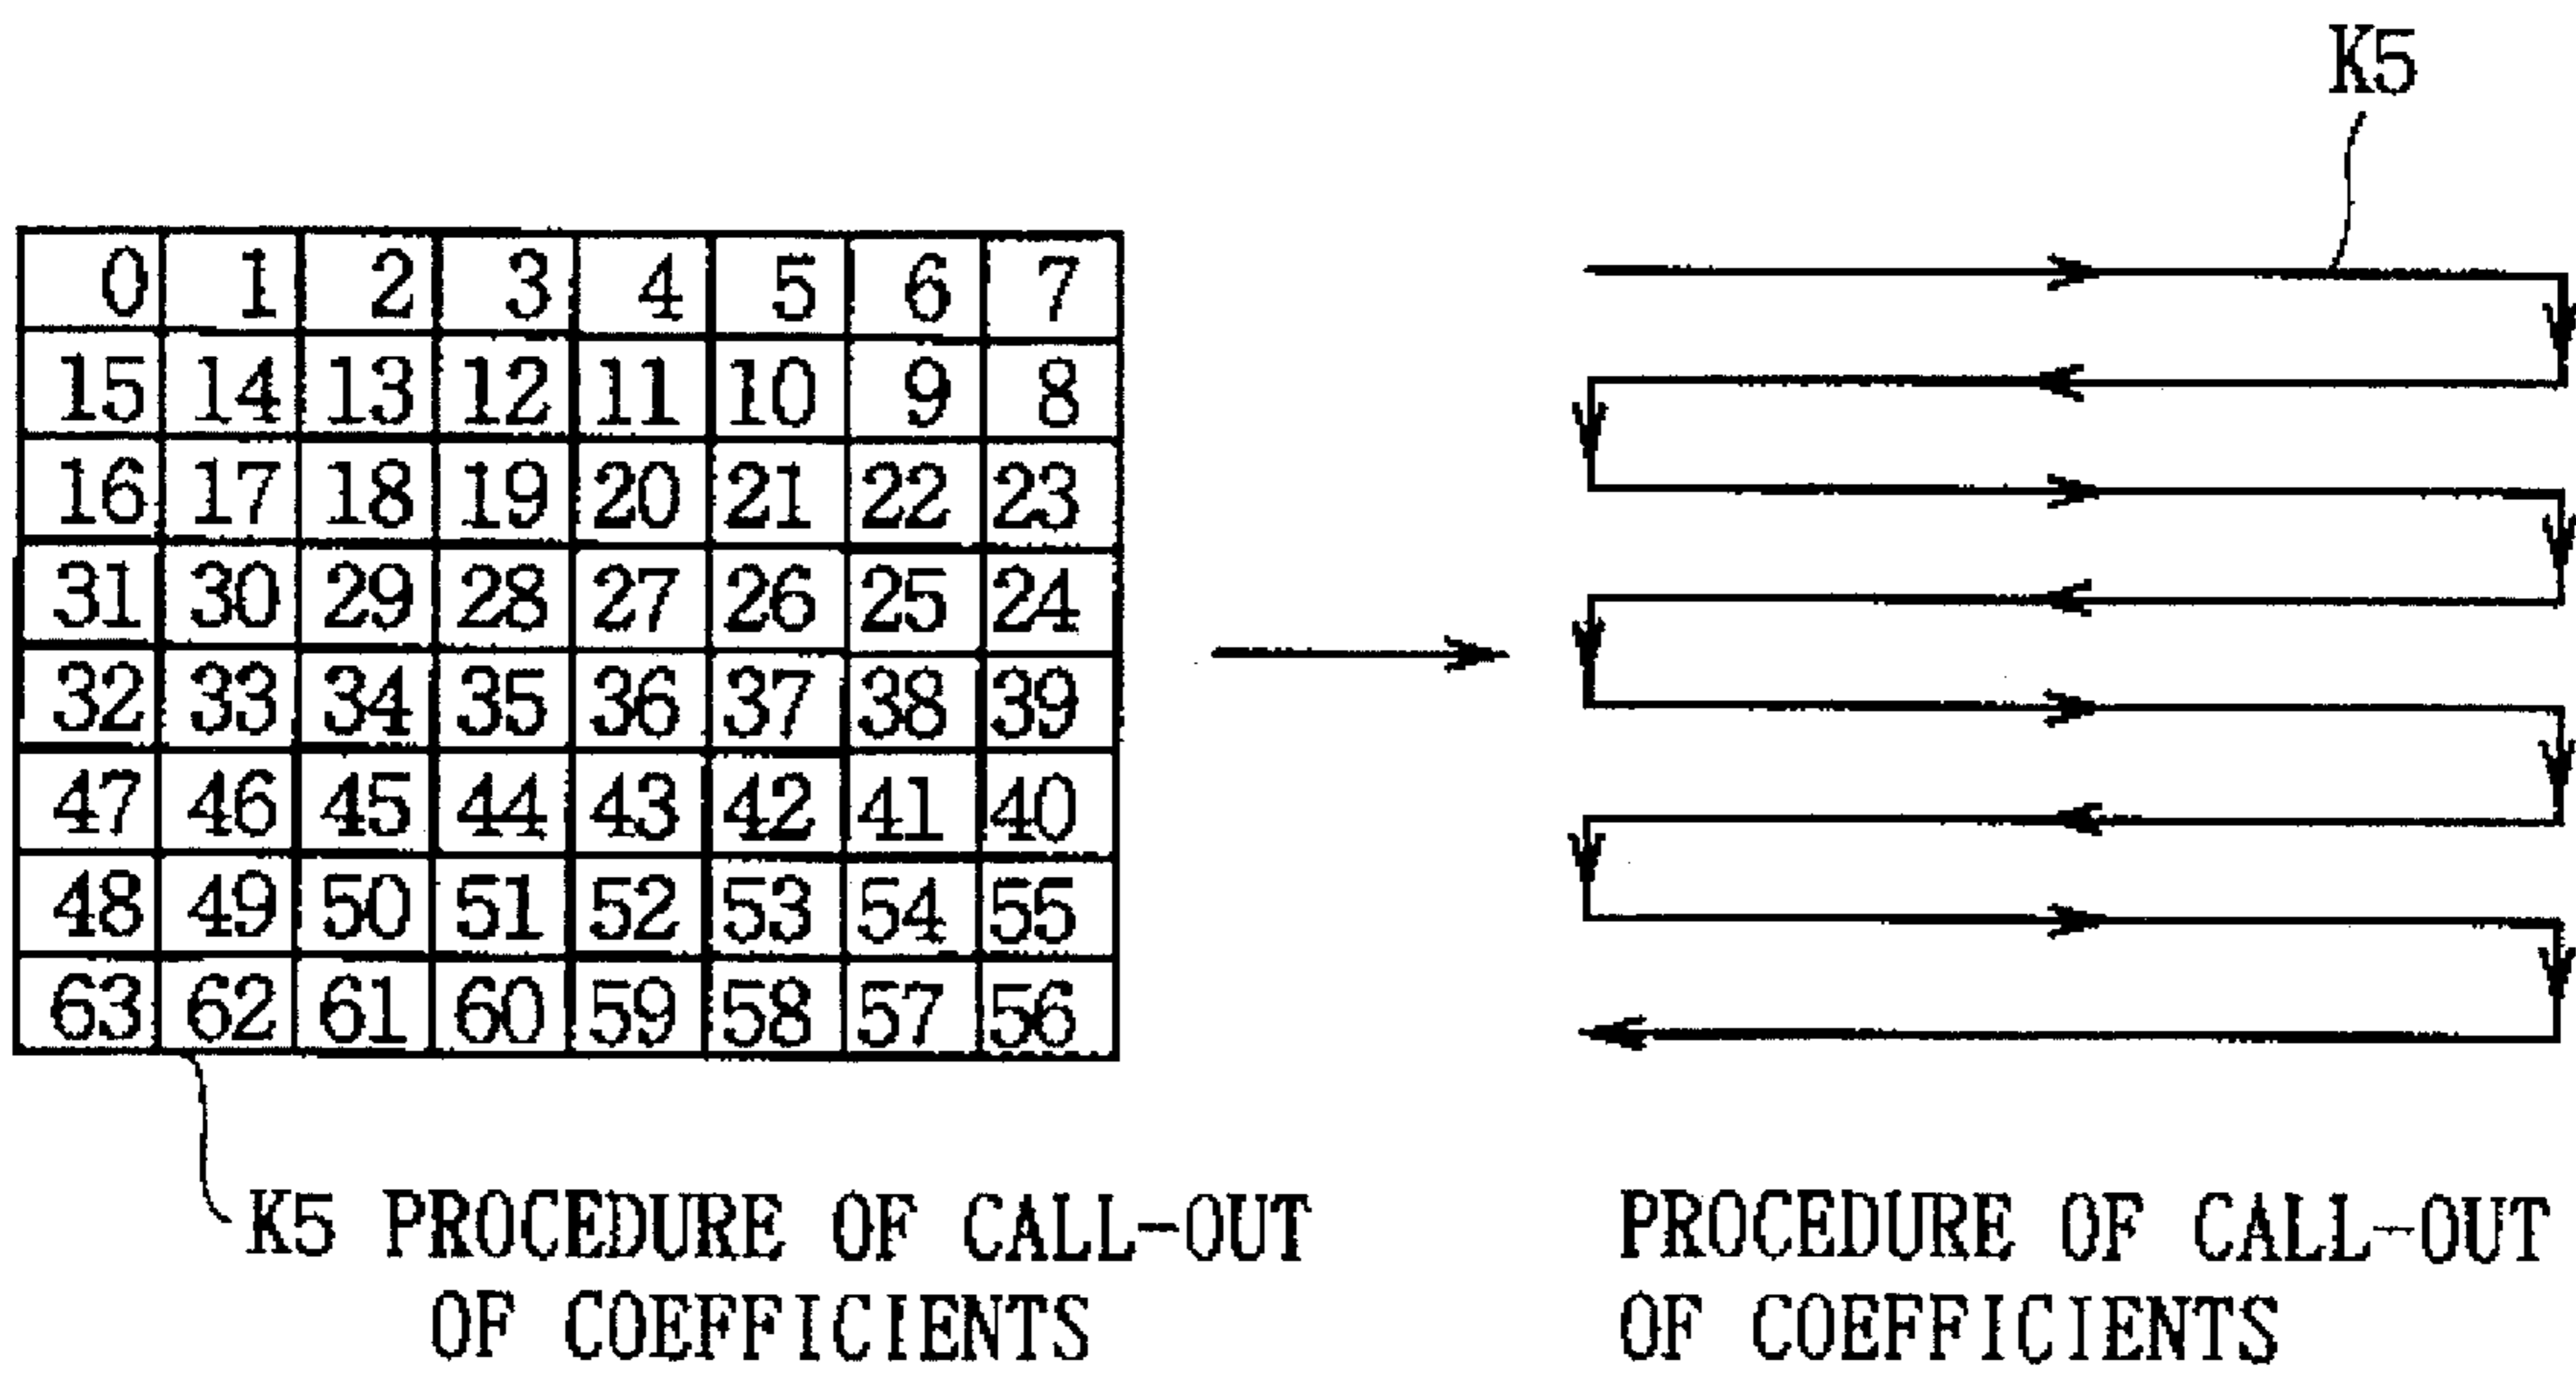 K5
0 1 2 3 4 5 6 7
15 14 13 12 11 10 9 8
16 17 18 19 20 21 22 23
31 30 29 28 27 26 25 24
32 33 34 35 36 37 38 39
47 46 45 44 43 42 41 40
48 49 50 51 52 53 54 55
63 62 61 60 59 58 57 56
K5 PROCEDURE OF CALL-OUT
OF COEFFICIENTS
PROCEDURE OF CALL-OUT
OF COEFFICIENTS